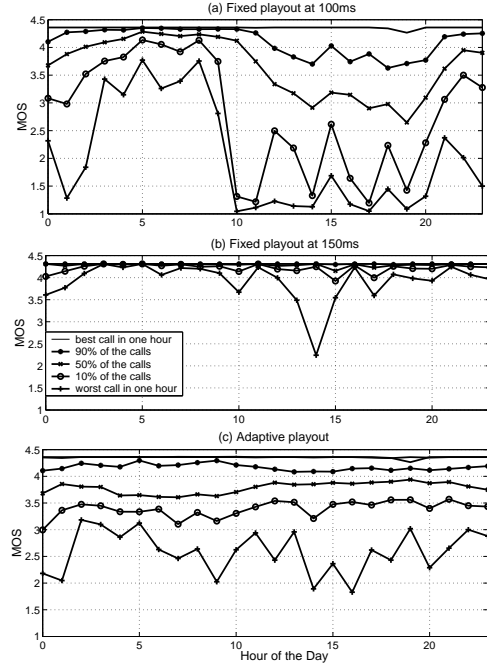 (a) Fixed playout at 100ms
4.5
4
3.5
3
2.5
2
1.5
1
MOS
0 5 10 15 20
(b) Fixed playout at 150ms
4.5
4
3.5
3
2.5
2
1.5
1
MOS
best call in one hour
90% of the calls
50% of the calls
10% of the calls
worst call in one hour
0 5 10 15 20
(c) Adaptive playout
4.5
4
3.5
3
2.5
2
1.5
1
MOS
0 5 10 15 20
Hour of the Day